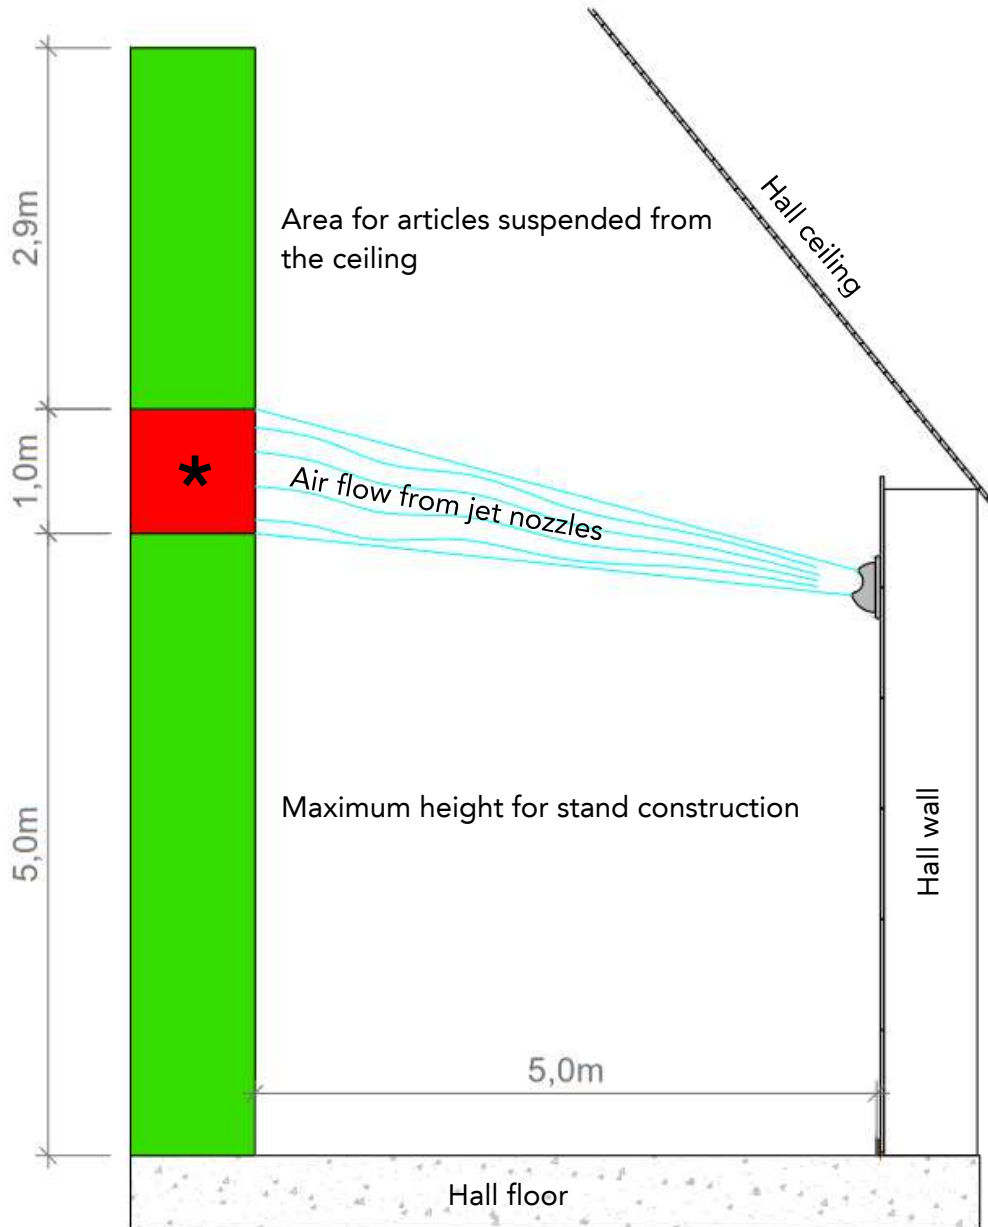 2,9m
Area for articles suspended from
the ceiling
Hall ceiling
1,0m
*
Air flow from jet nozzles
5,0m
Maximum height for stand construction
Hall wall
5,0m
Hall floor